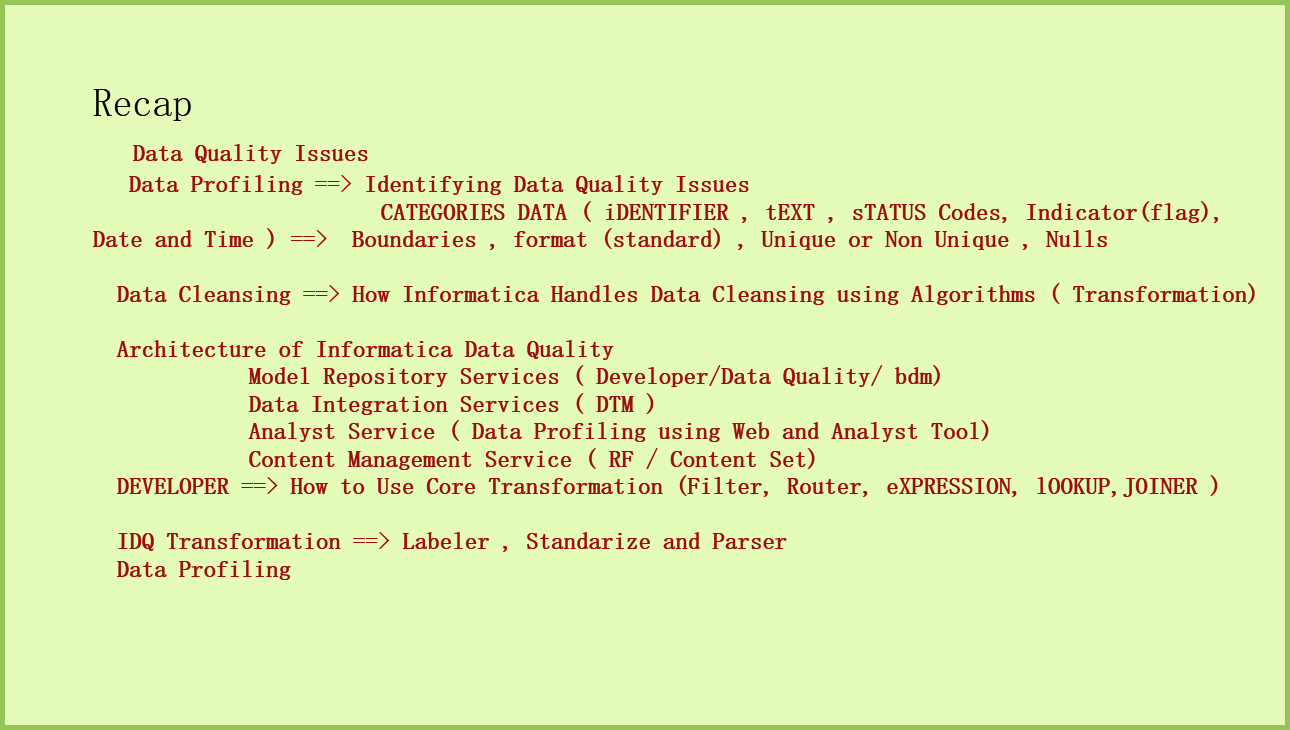 Recap
Data Quality Issues
Data Profiling ==> Identifying Data Quality Issues
CATEGORIES DATA ( iDENTIFIER , tEXT , sTATUS Codes, Indicator(flag),
Date and Time ) ==> Boundaries , format (standard) , Unique or Non Unique , Nulls
Data Cleansing ==> How Informatica Handles Data Cleansing using Algorithms ( Transformation)
Architecture of Informatica Data Quality
Model Repository Services ( Developer/Data Quality/ bdm)
Data Integration Services ( DTM )
Analyst Service ( Data Profiling using Web and Analyst Tool)
Content Management Service ( RF / Content Set)
DEVELOPER ==> How to Use Core Transformation (Filter, Router, eXPRESSION, lOOKUP,JOINER )
IDQ Transformation ==> Labeler , Standarize and Parser
Data Profiling